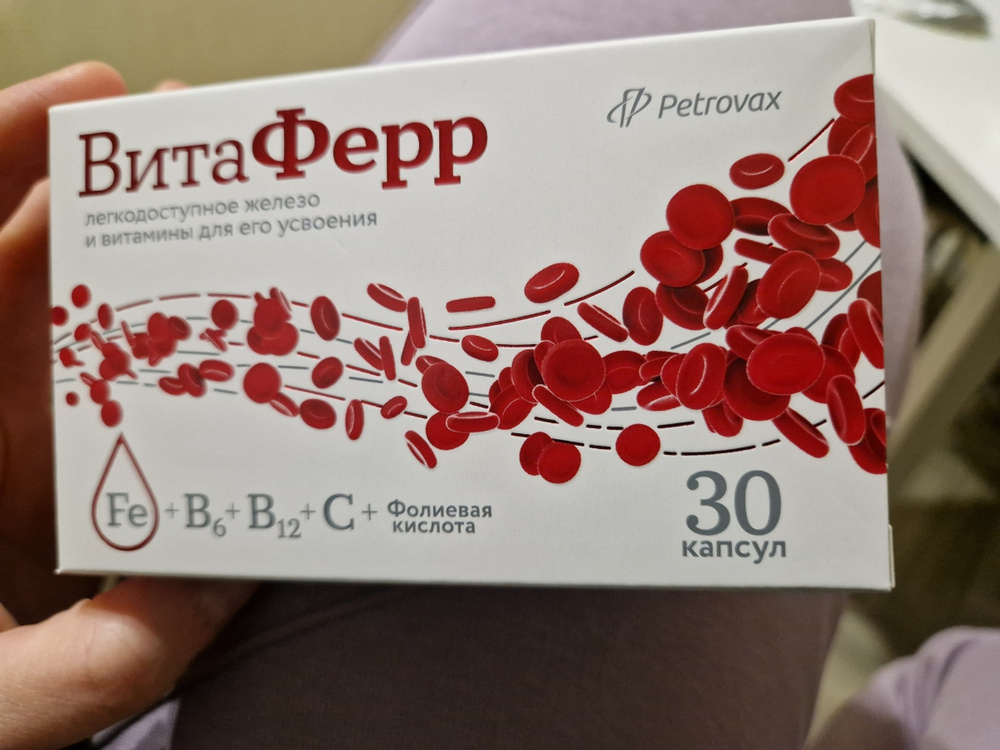 Petrovax
ВитаФерр
легкодоступное железо
и витамины для его усвоения
Fe + B6 + B12 + C + Фолиевая
кислота
30
капсул